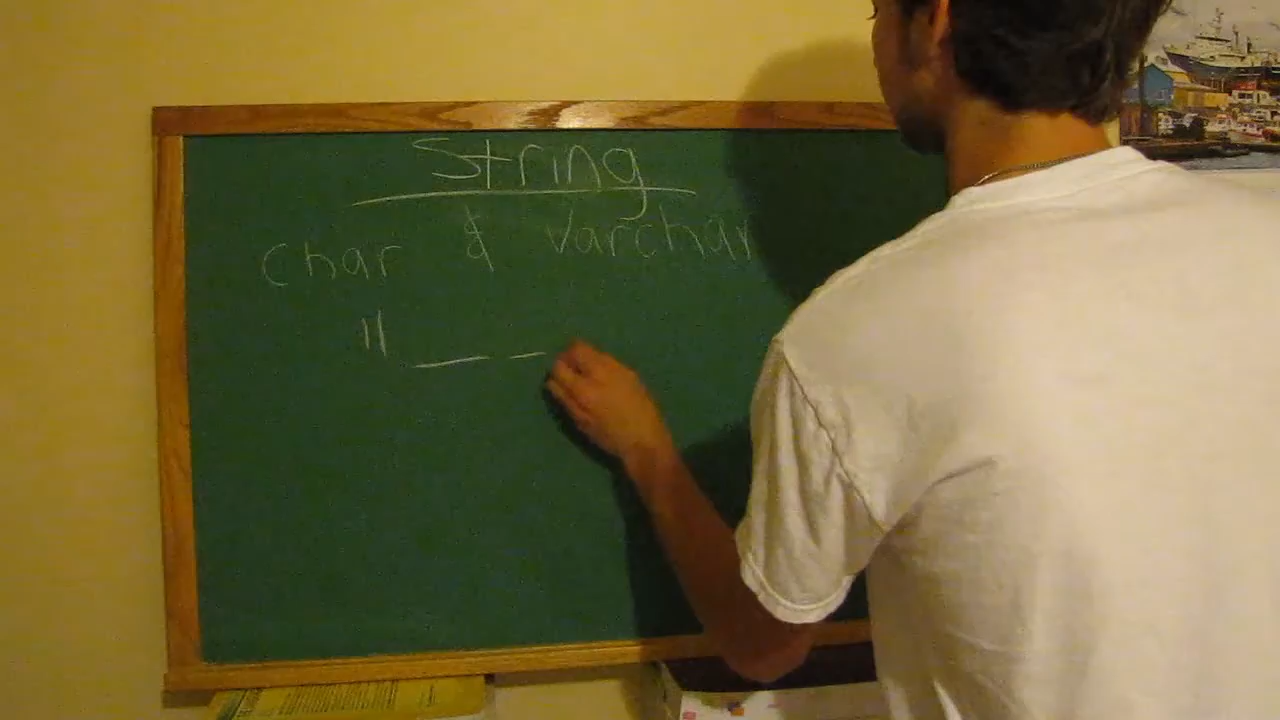 String
char & Varchar
" _ _